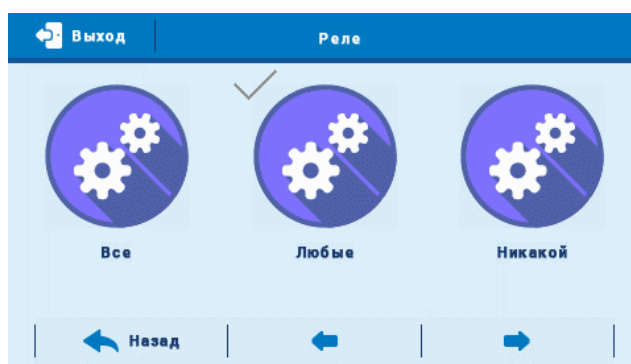 Выход
Реле
Все
Любые
Никакой
Назад